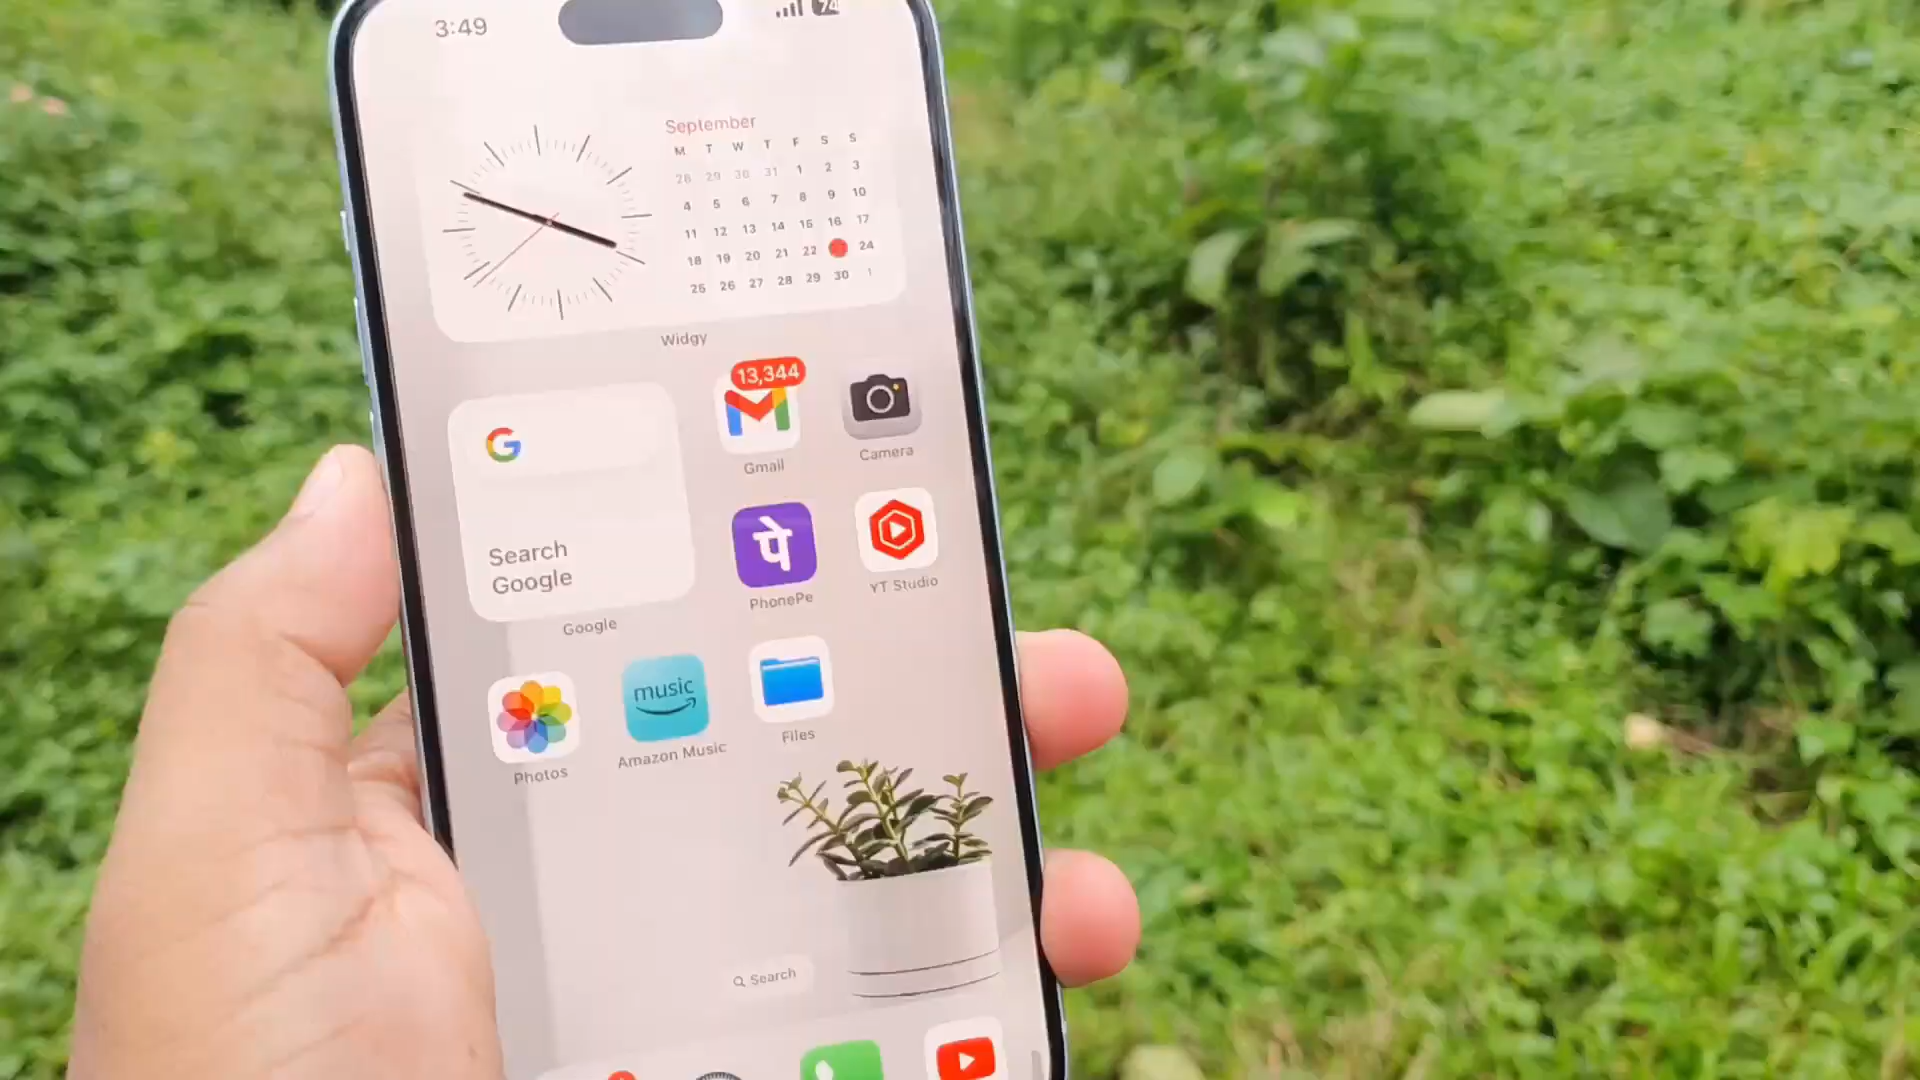 3:49
74
September
M T W T F S S
28 29 30 31 1 2 3
4 5 6 7 8 9 10
11 12 13 14 15 16 17
18 19 20 21 22 24
25 26 27 28 29 30 1
Widgy
G
Search
Google
Google
13,344
Gmail
Camera
पे
PhonePe
YT Studio
Photos
music
Amazon Music
Files
Search